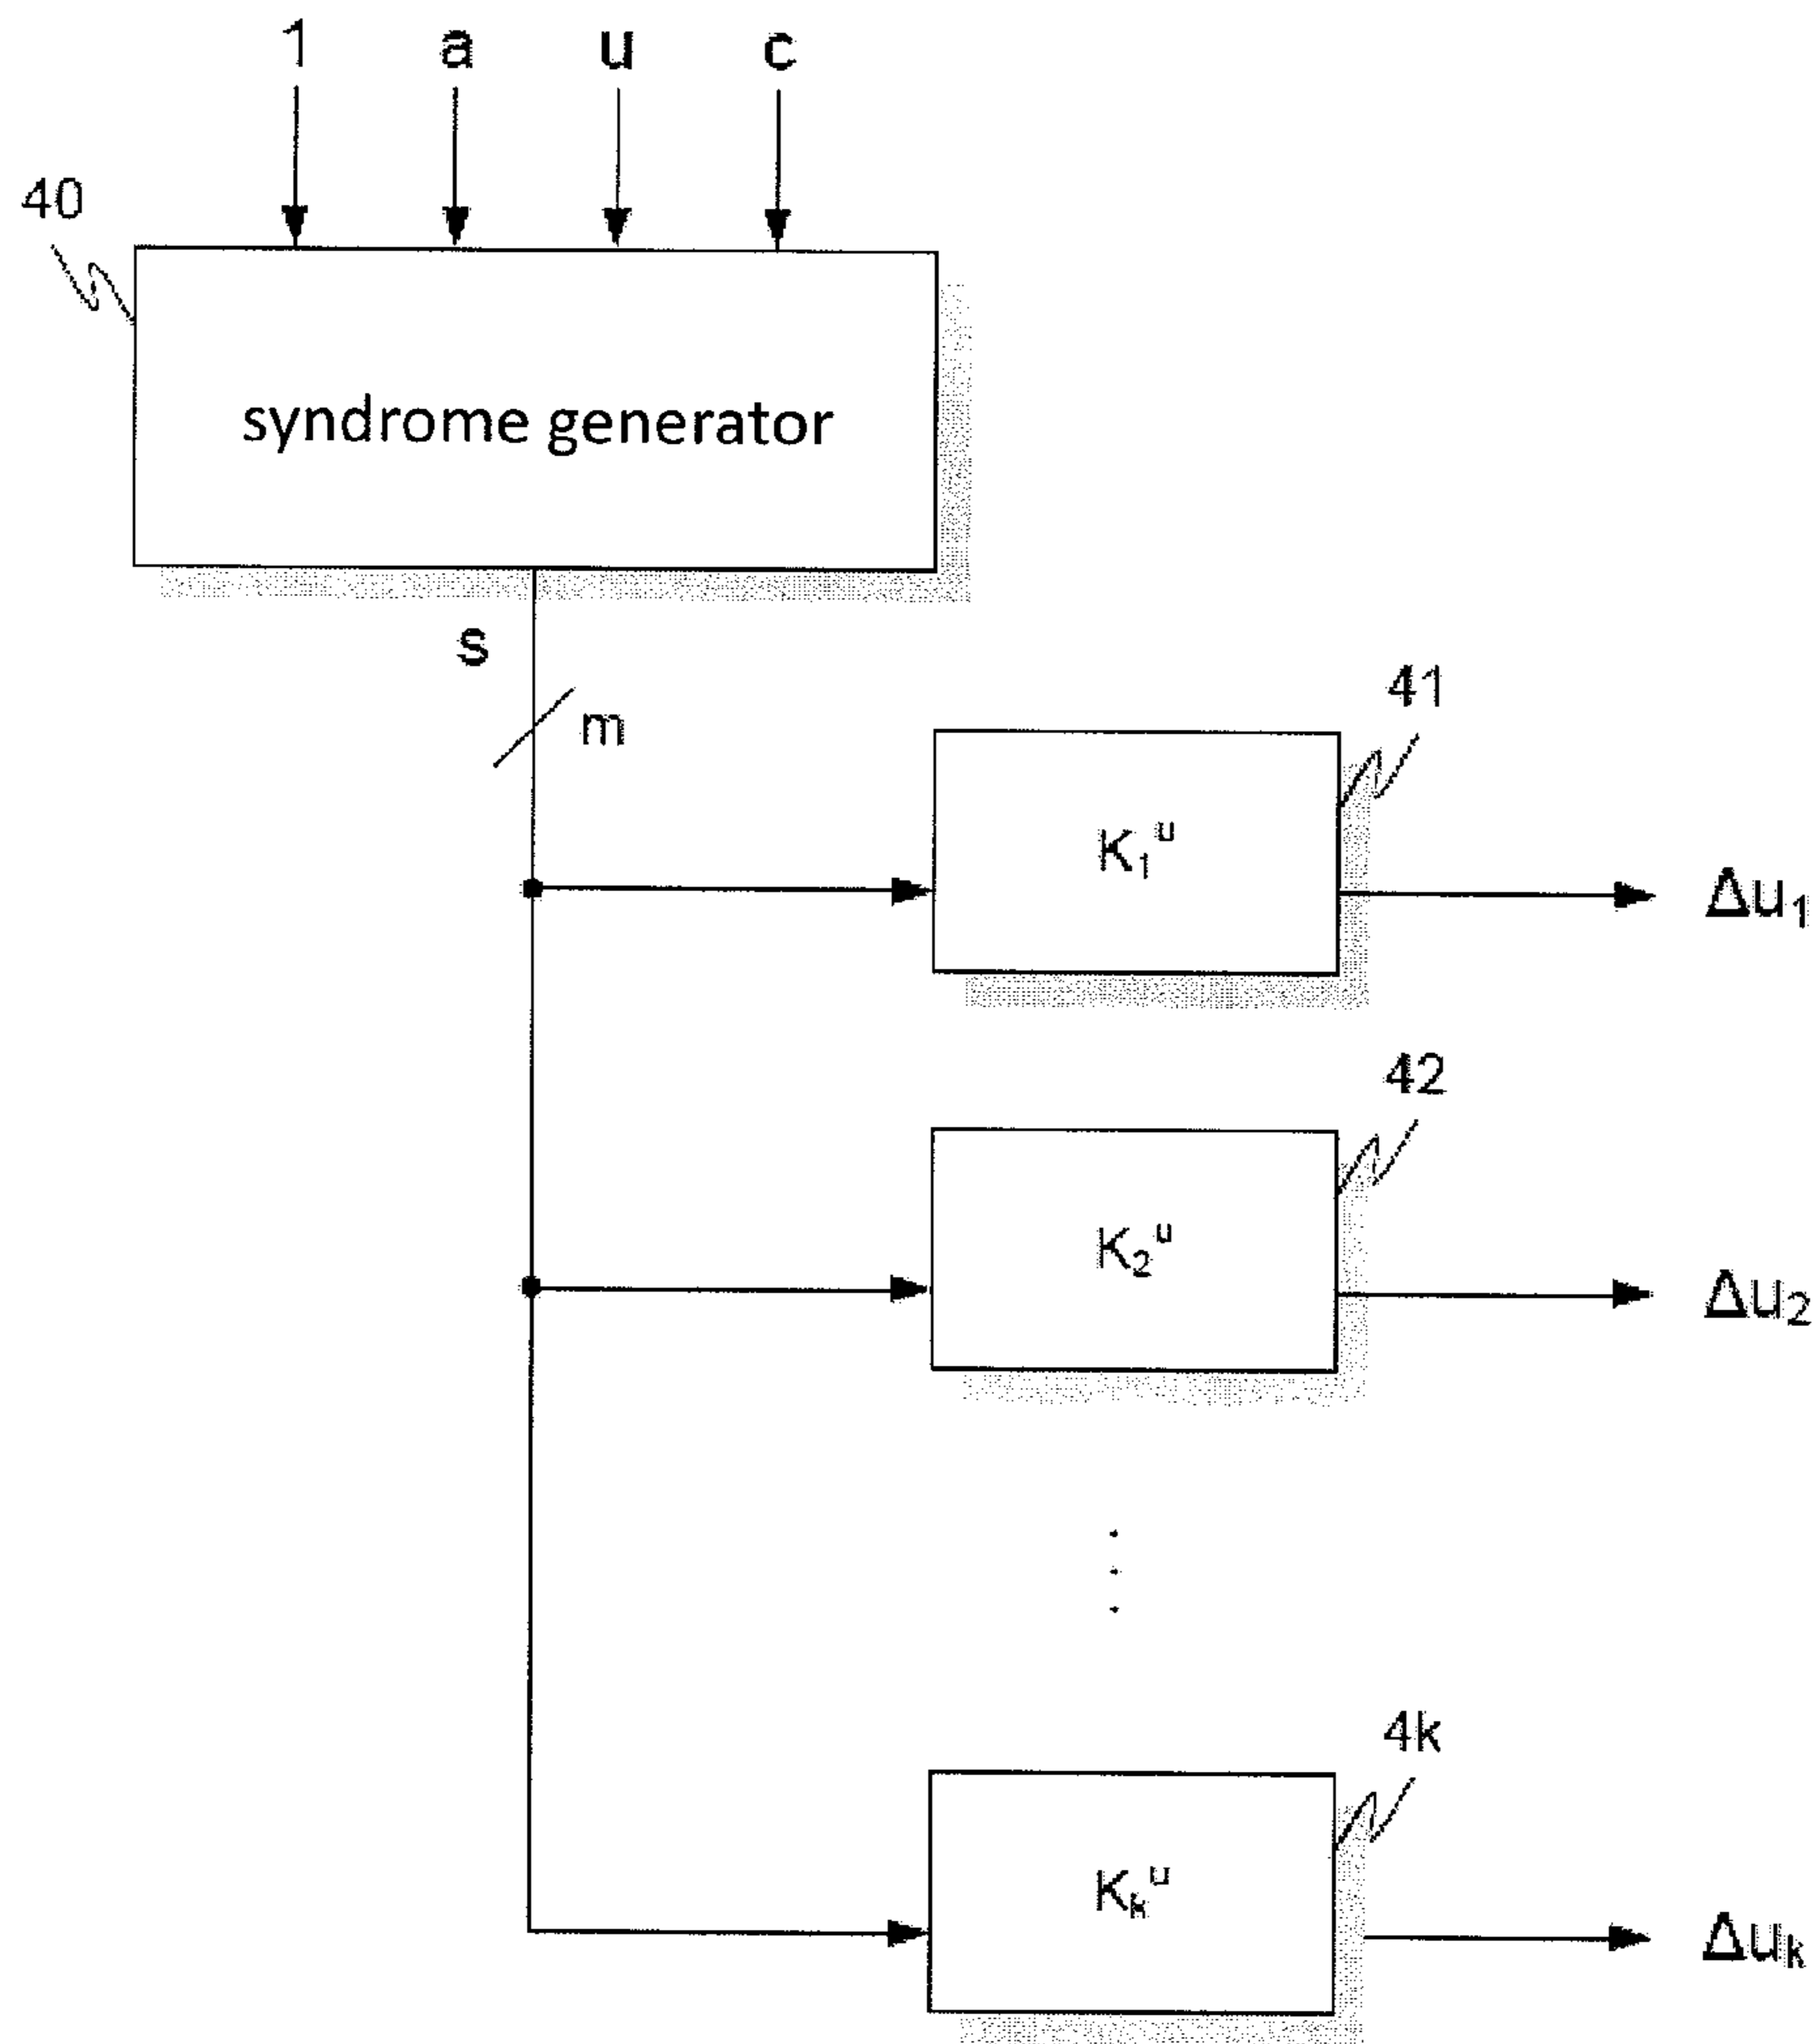 1 a u c
40
syndrome generator
s
m
41
K₁ᵘ
Δu₁
42
K₂ᵘ
Δu₂
4k
Kₖᵘ
Δuₖ